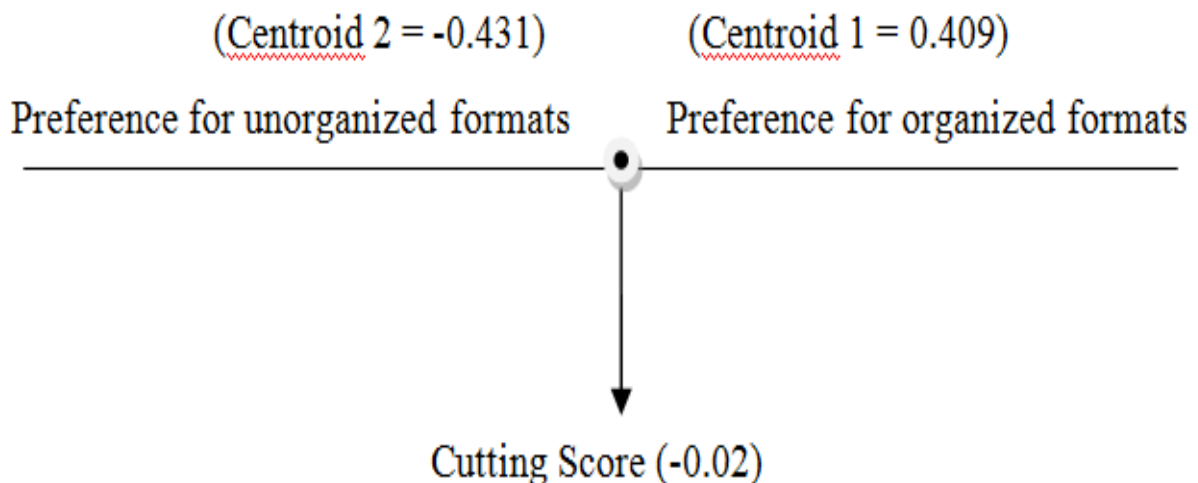 (Centroid 2 = -0.431) (Centroid 1 = 0.409)
Preference for unorganized formats Preference for organized formats
Cutting Score (-0.02)